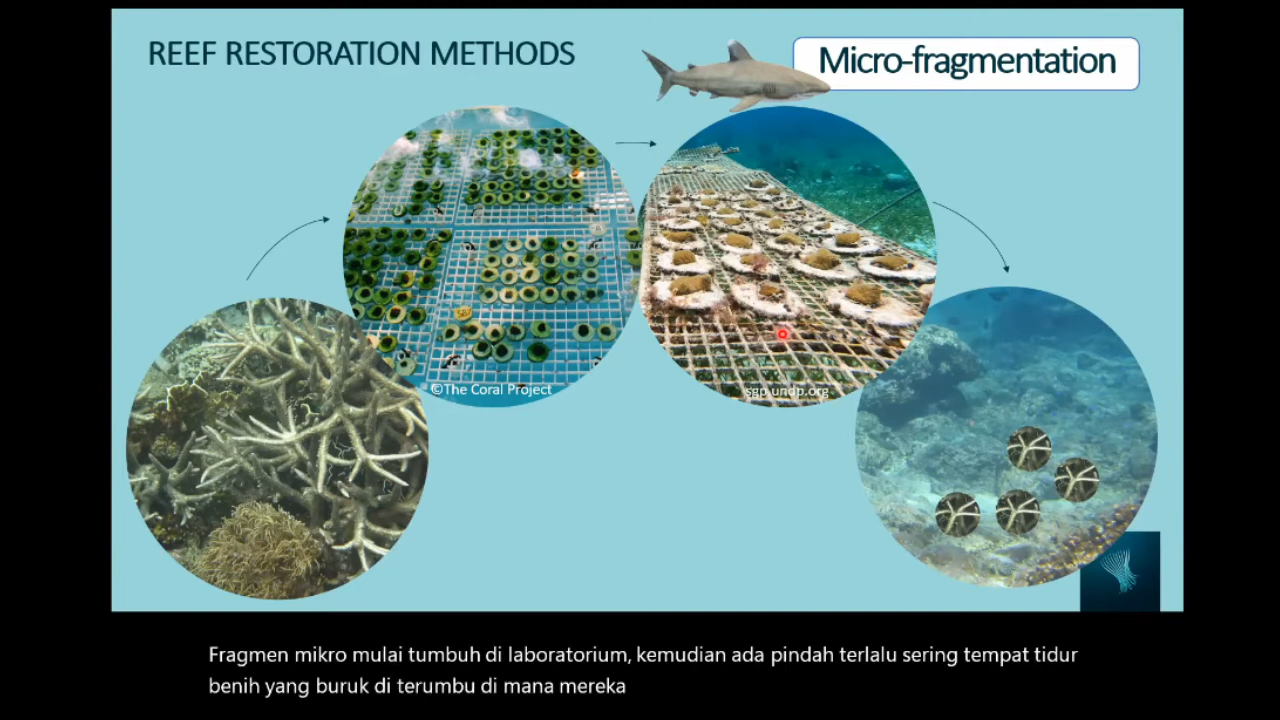 REEF RESTORATION METHODS
Micro-fragmentation
©The Coral Project
sgp.undp.org
Fragmen mikro mulai tumbuh di laboratorium, kemudian ada pindah terlalu sering tempat tidur
benih yang buruk di terumbu di mana mereka